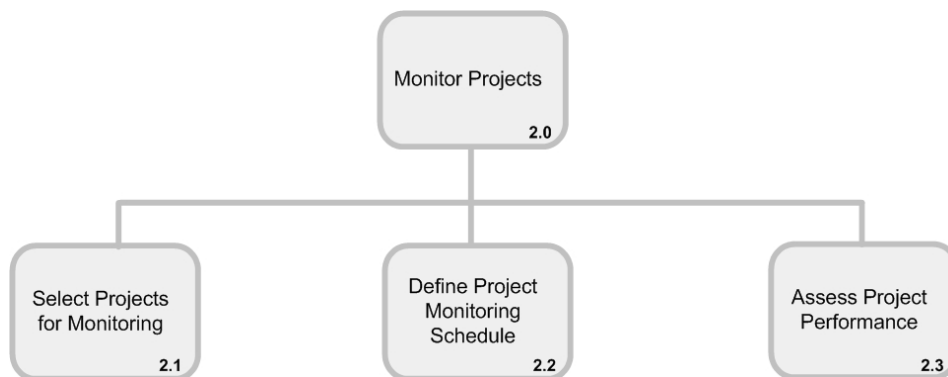 Monitor Projects
2.0
Select Projects
for Monitoring
2.1
Define Project
Monitoring
Schedule
2.2
Assess Project
Performance
2.3